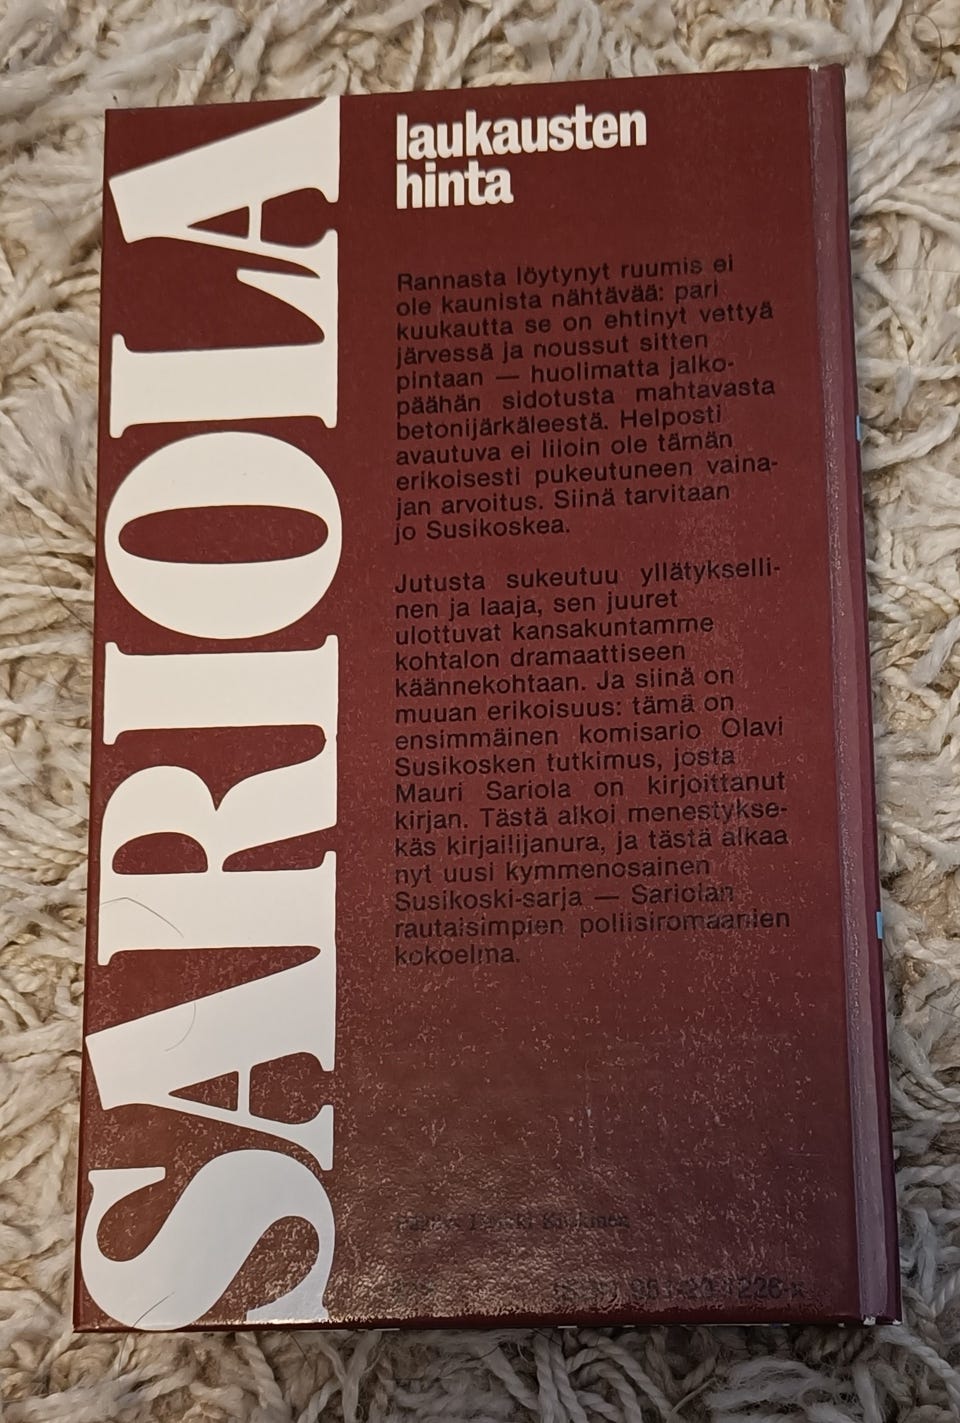 SARIOLA
laukausten
hinta
Rannasta löytynyt ruumis ei
ole kaunista nähtävää: pari
kuukautta se on ehtinyt vettyä
järvessä ja noussut sitten
pintaan — huolimatta jalko-
päähän sidotusta mahtavasta
betonijärkäleestä. Helposti
avautuva ei liioin ole tämän
erikoisesti pukeutuneen vaina-
jan arvoitus. Siinä tarvitaan
jo Susikoskea.
Jutusta sukeutuu yllätykselli-
nen ja laaja, sen juuret
ulottuvat kansakuntamme
kohtalon dramaattiseen
käännekohtaan. Ja siinä on
muuan erikoisuus: tämä on
ensimmäinen komisario Olavi
Susikosken tutkimus, josta
Mauri Sariola on kirjoittanut
kirjan. Tästä alkoi menestykse-
käs kirjailijanura, ja tästä alkaa
nyt uusi kymmenosainen
Susikoski-sarja — Sariolan
rautaisimpien poliisiromaanien
kokoelma.